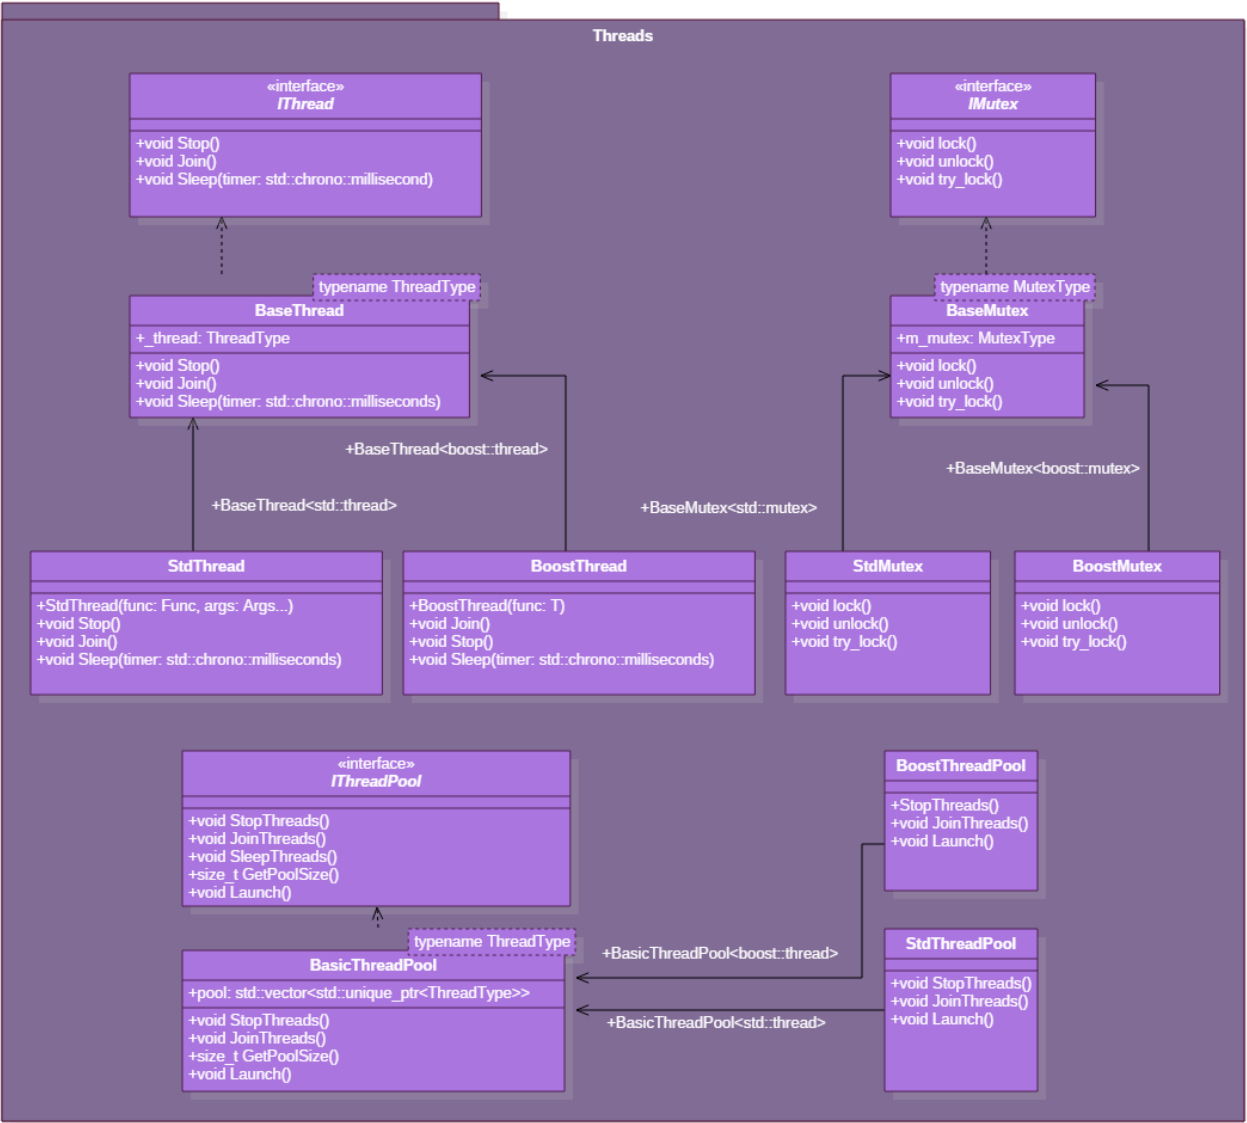 Threads
«interface»
IThread
+void Stop()
+void Join()
+void Sleep(timer: std::chrono::millisecond)
«interface»
IMutex
+void lock()
+void unlock()
+void try_lock()
typename ThreadType
BaseThread
+_thread: ThreadType
+void Stop()
+void Join()
+void Sleep(timer: std::chrono::milliseconds)
typename MutexType
BaseMutex
+m_mutex: MutexType
+void lock()
+void unlock()
+void try_lock()
+BaseThread<boost::thread>
+BaseThread<std::thread>
+BaseMutex<boost::mutex>
+BaseMutex<std::mutex>
StdThread
+StdThread(func: Func, args: Args...)
+void Stop()
+void Join()
+void Sleep(timer: std::chrono::milliseconds)
BoostThread
+BoostThread(func: T)
+void Join()
+void Stop()
+void Sleep(timer: std::chrono::milliseconds)
StdMutex
+void lock()
+void unlock()
+void try_lock()
BoostMutex
+void lock()
+void unlock()
+void try_lock()
«interface»
IThreadPool
+void StopThreads()
+void JoinThreads()
+void SleepThreads()
+size_t GetPoolSize()
+void Launch()
BoostThreadPool
+StopThreads()
+void JoinThreads()
+void Launch()
typename ThreadType
BasicThreadPool
+pool: std::vector<std::unique_ptr<ThreadType>>
+void StopThreads()
+void JoinThreads()
+size_t GetPoolSize()
+void Launch()
+BasicThreadPool<boost::thread>
+BasicThreadPool<std::thread>
StdThreadPool
+void StopThreads()
+void JoinThreads()
+void Launch()